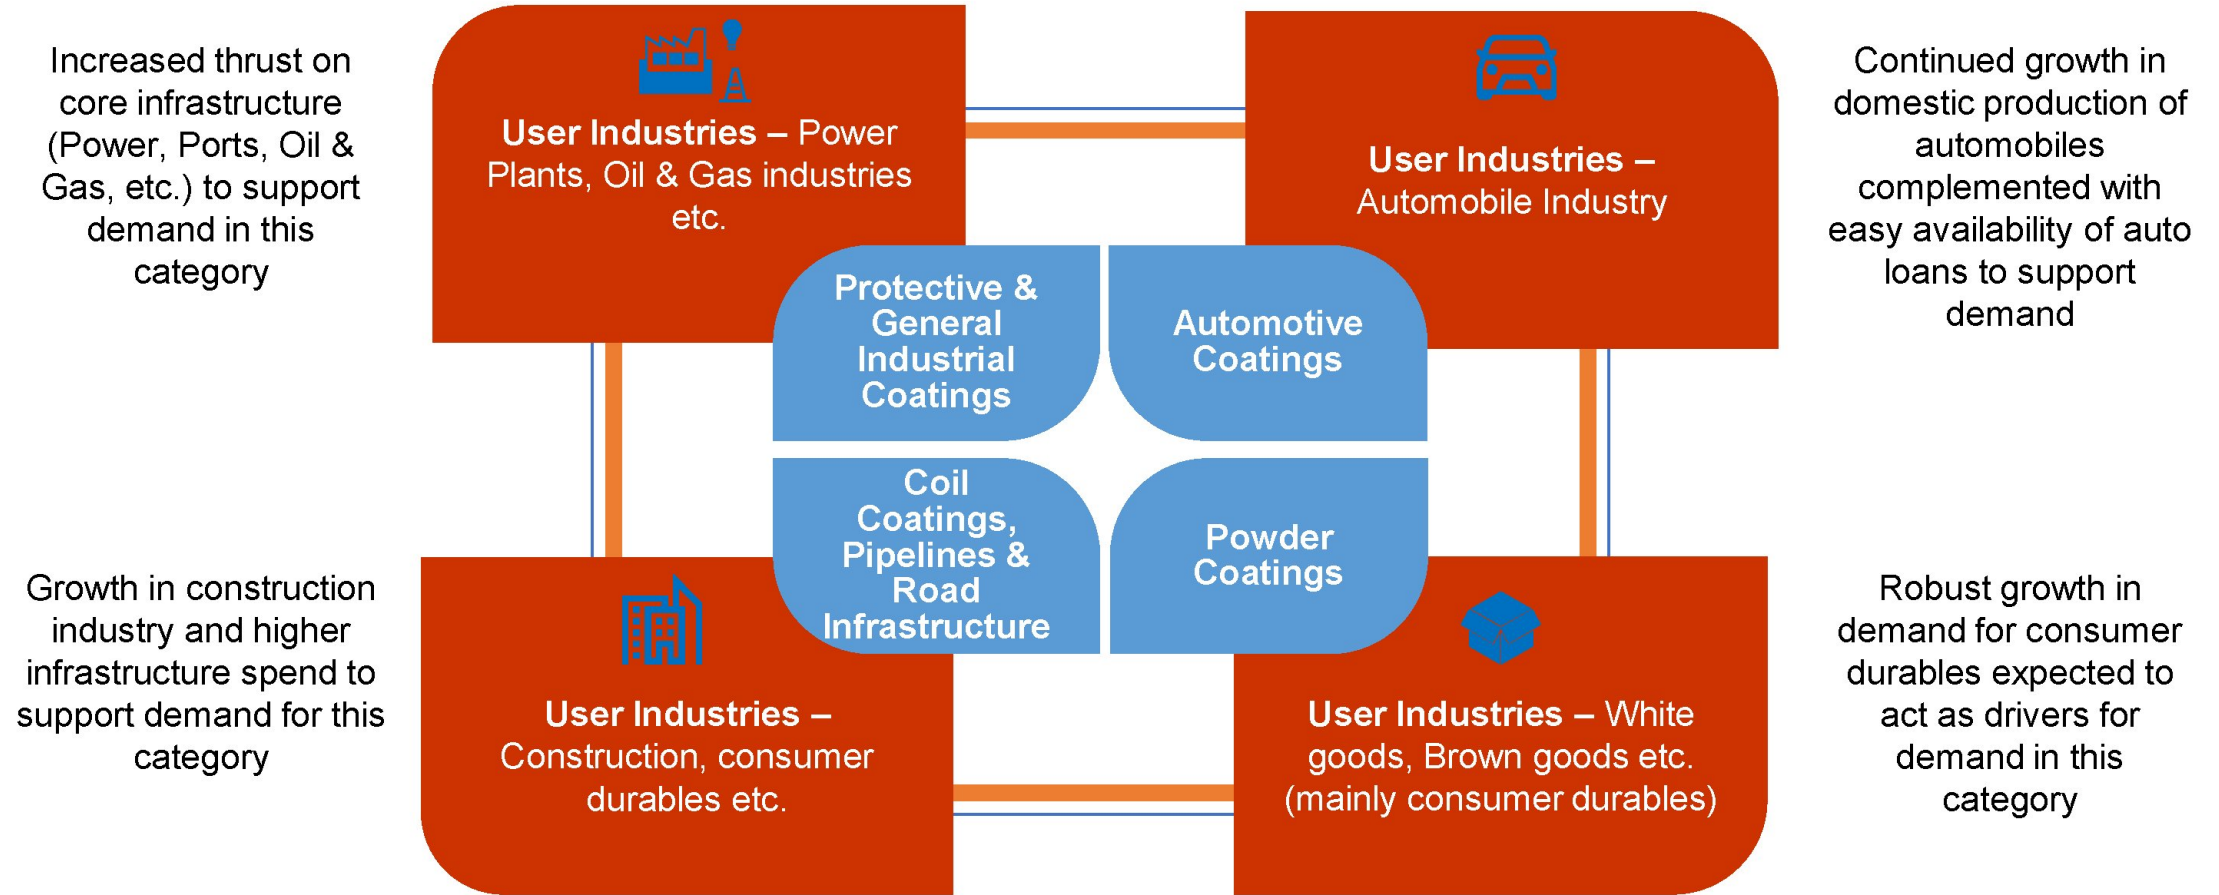 Increased thrust on
core infrastructure
(Power, Ports, Oil &
Gas, etc.) to support
demand in this
category
User Industries – Power
Plants, Oil & Gas industries
etc.
User Industries –
Automobile Industry
Continued growth in
domestic production of
automobiles
complemented with
easy availability of auto
loans to support
demand
Protective &
General
Industrial
Coatings
Automotive
Coatings
Coil
Coatings,
Pipelines &
Road
Infrastructure
Powder
Coatings
Growth in construction
industry and higher
infrastructure spend to
support demand for this
category
User Industries –
Construction, consumer
durables etc.
User Industries – White
goods, Brown goods etc.
(mainly consumer durables)
Robust growth in
demand for consumer
durables expected to
act as drivers for
demand in this
category